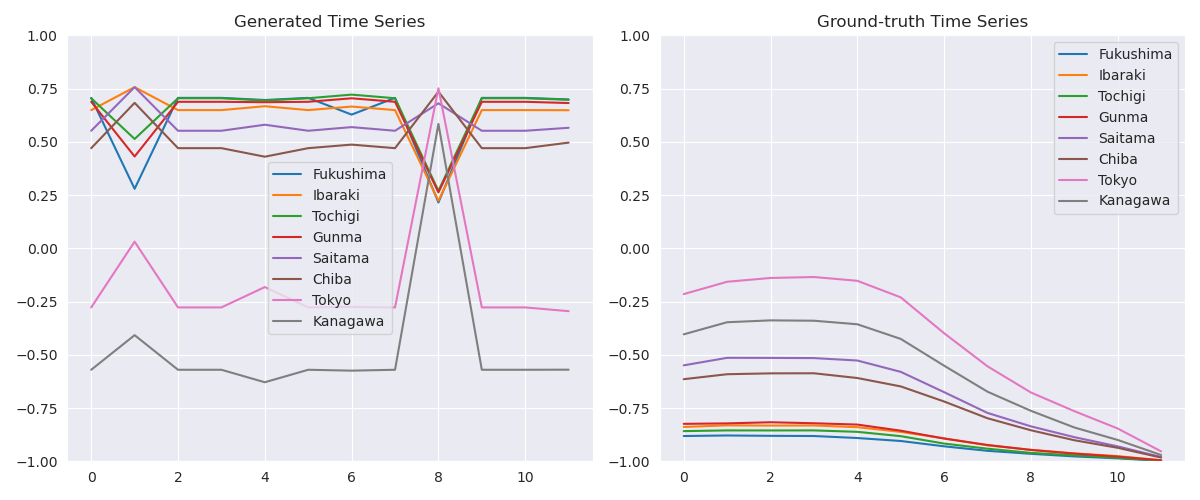 Generated Time Series
1.00
0.75
0.50
0.25
0.00
−0.25
−0.50
−0.75
−1.00
0 2 4 6 8 10
Fukushima
Ibaraki
Tochigi
Gunma
Saitama
Chiba
Tokyo
Kanagawa
Ground-truth Time Series
1.00
0.75
0.50
0.25
0.00
−0.25
−0.50
−0.75
−1.00
0 2 4 6 8 10
Fukushima
Ibaraki
Tochigi
Gunma
Saitama
Chiba
Tokyo
Kanagawa